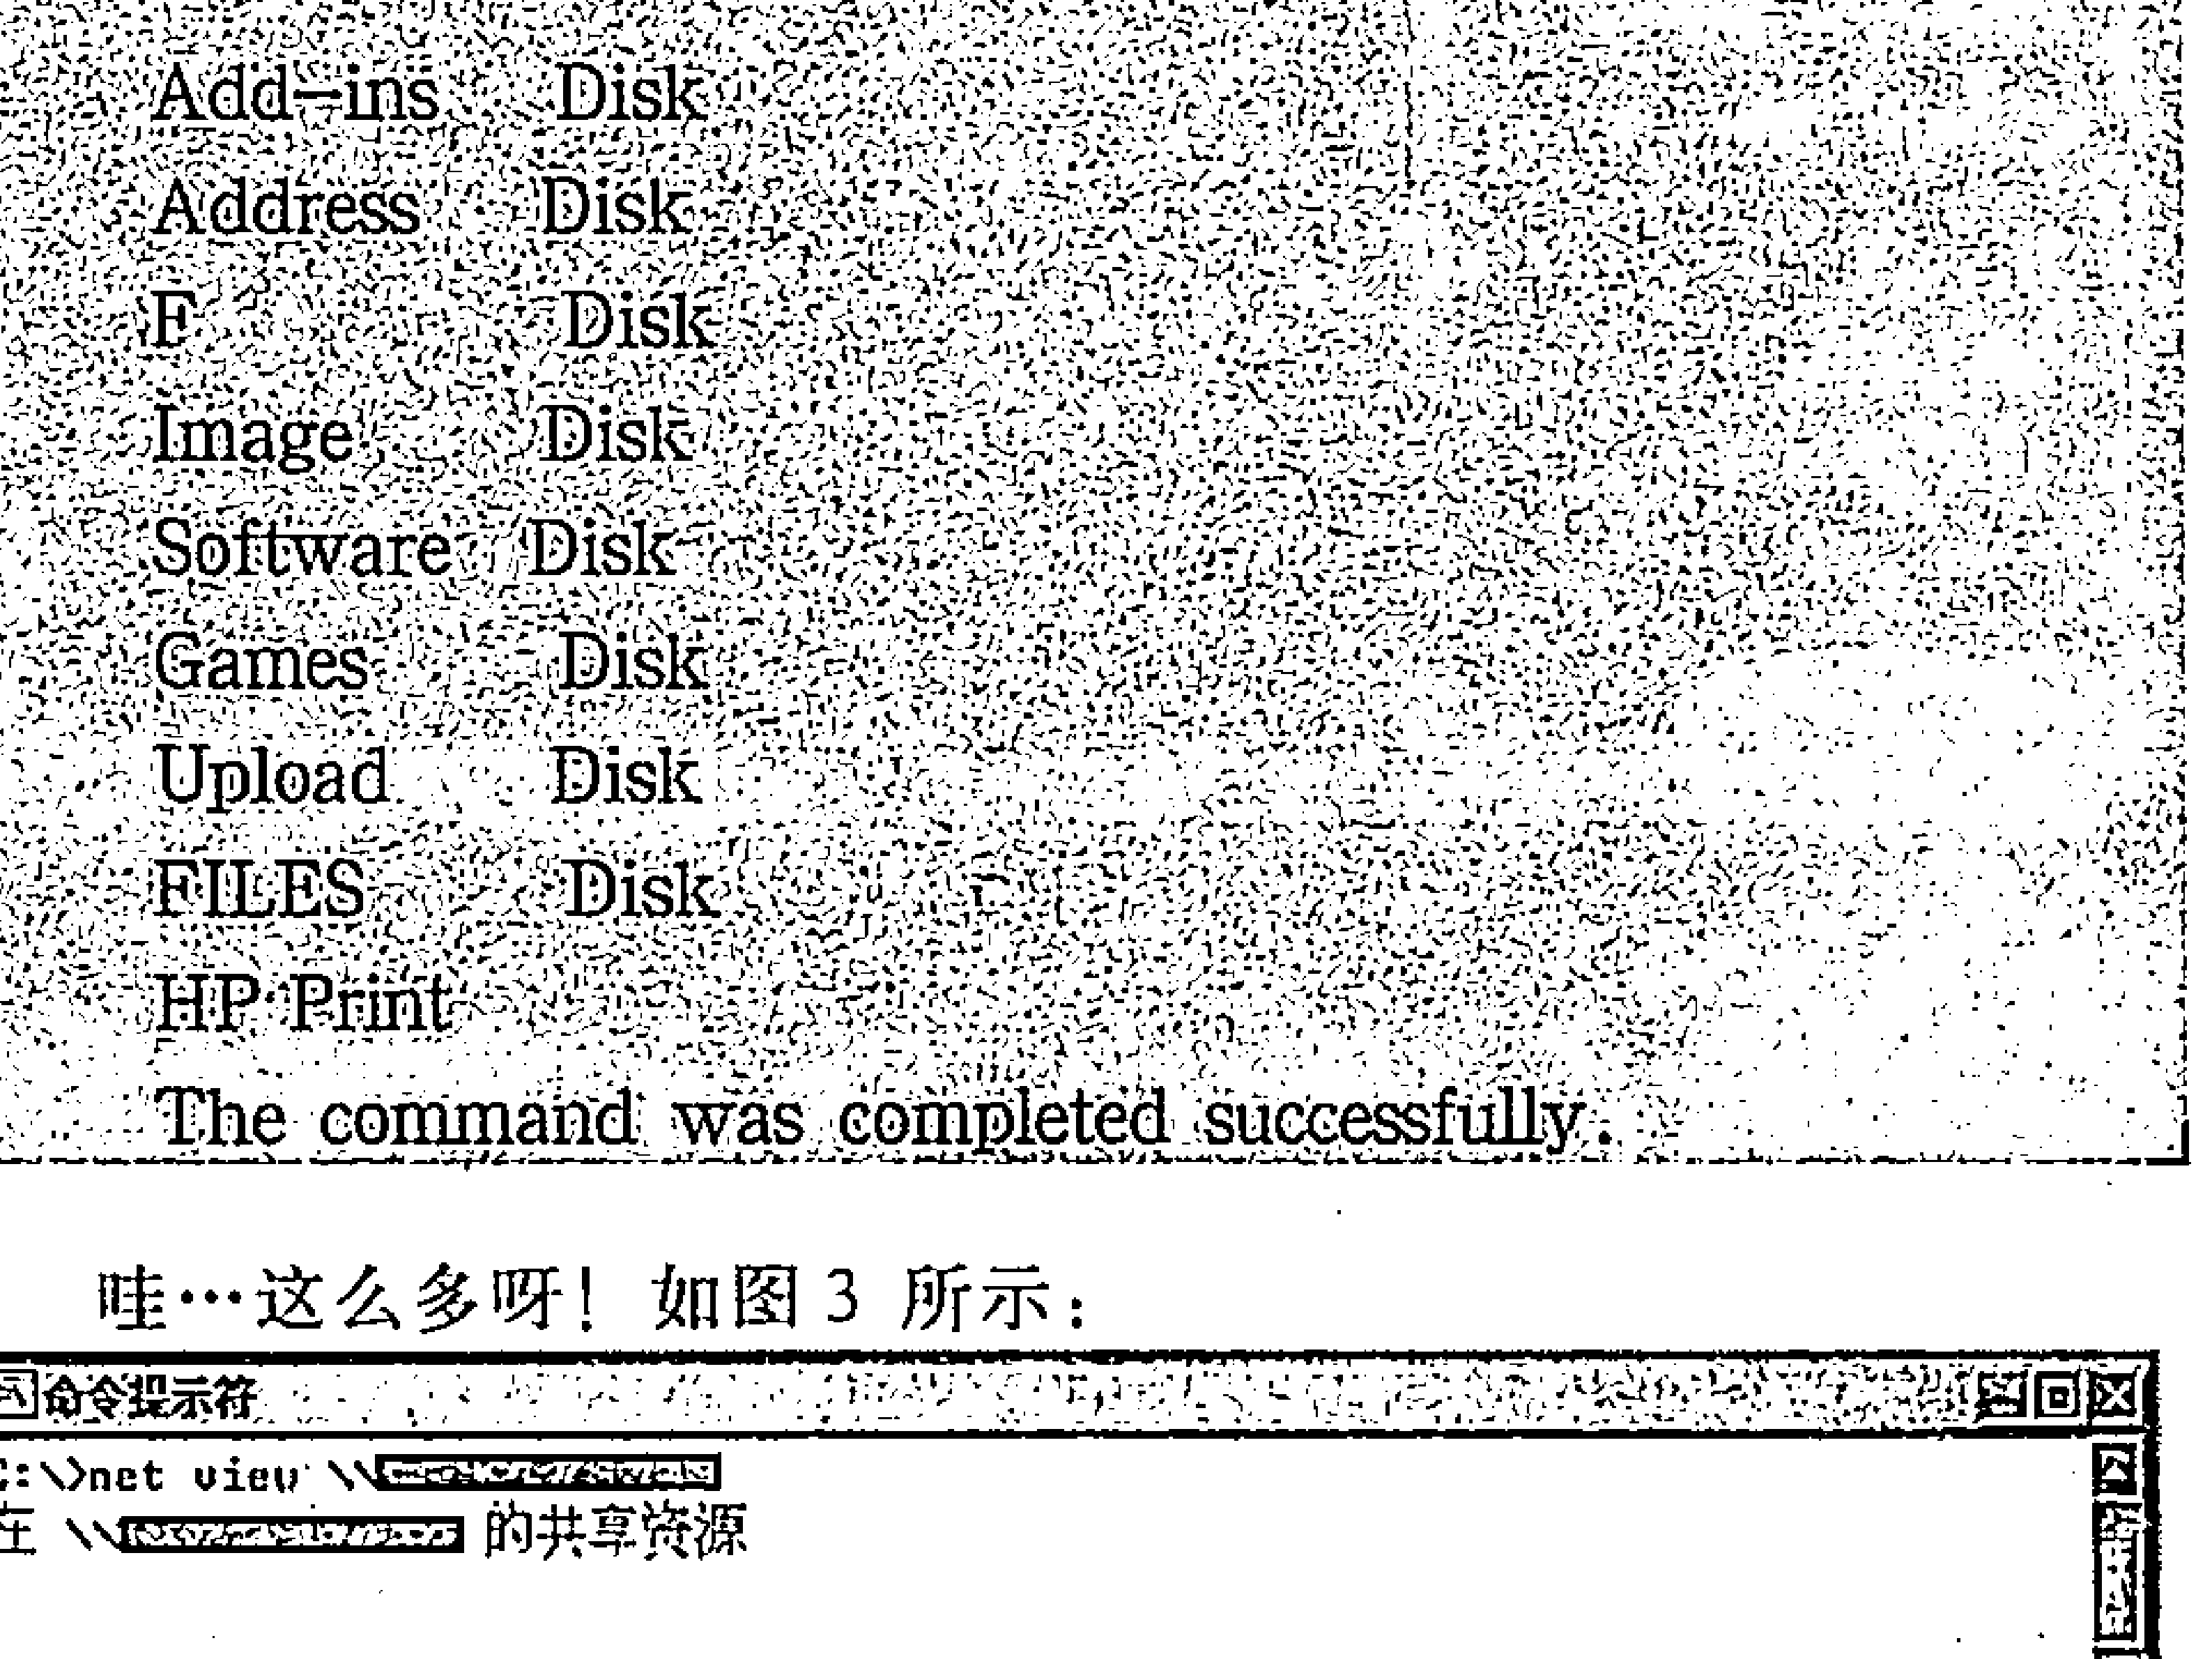 Add-ins Disk
Address Disk
F Disk
Image Disk
Software Disk
Games Disk
Upload Disk
FILES Disk
HP Print
The command was completed successfully.
哇…这么多呀！如图 3 所示：
命令提示符
C:\>net view \\
在 \\ 的共享资源